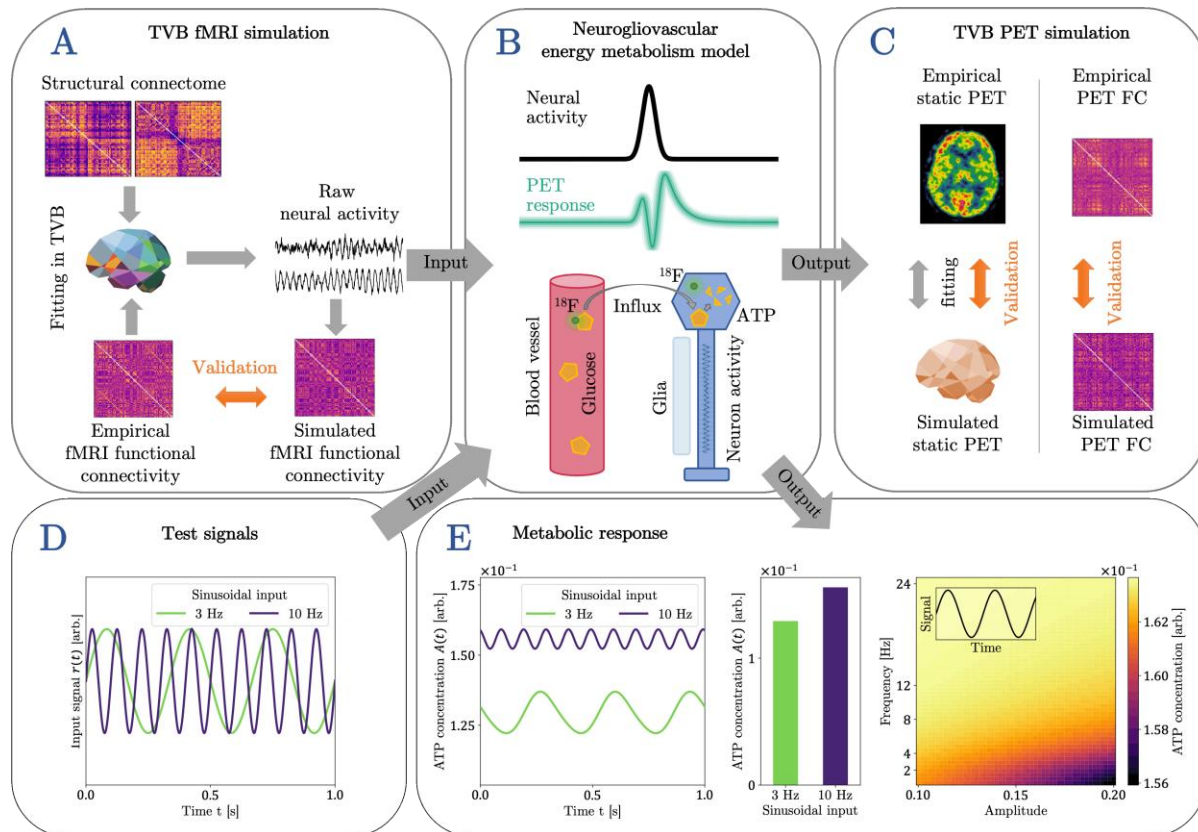 A
TVB fMRI simulation
Structural connectome
Fitting in TVB
Raw
neural activity
Validation
Empirical
fMRI functional
connectivity
Simulated
fMRI functional
connectivity
Input
B
Neurogliovascular
energy metabolism model
Neural
activity
PET
response
Blood vessel
18F
Glucose
Influx
18F
ATP
Glia
Neuron activity
Output
C
TVB PET simulation
Empirical
static PET
fitting
Validation
Simulated
static PET
Empirical
PET FC
Validation
Simulated
PET FC
Input
Output
D
Test signals
Sinusoidal input
3 Hz
10 Hz
Input signal r(t) [arb.]
0.0
0.5
1.0
Time t [s]
E
Metabolic response
×10⁻¹
Sinusoidal input
3 Hz
10 Hz
ATP concentration A(t) [arb.]
1.75
1.50
1.25
0.0
0.5
1.0
Time t [s]
×10⁻¹
ATP concentration A(t) [arb.]
1
0
3 Hz
10 Hz
Sinusoidal input
Frequency [Hz]
24
12
4
2
Signal
Time
0.10
0.15
0.20
Amplitude
×10⁻¹
1.62
1.60
1.58
1.56
ATP concentration [arb.]